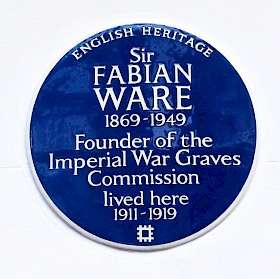 ENGLISH HERITAGE
Sir
FABIAN
WARE
1869-1949
Founder of the
Imperial War Graves
Commission
lived here
1911-1919